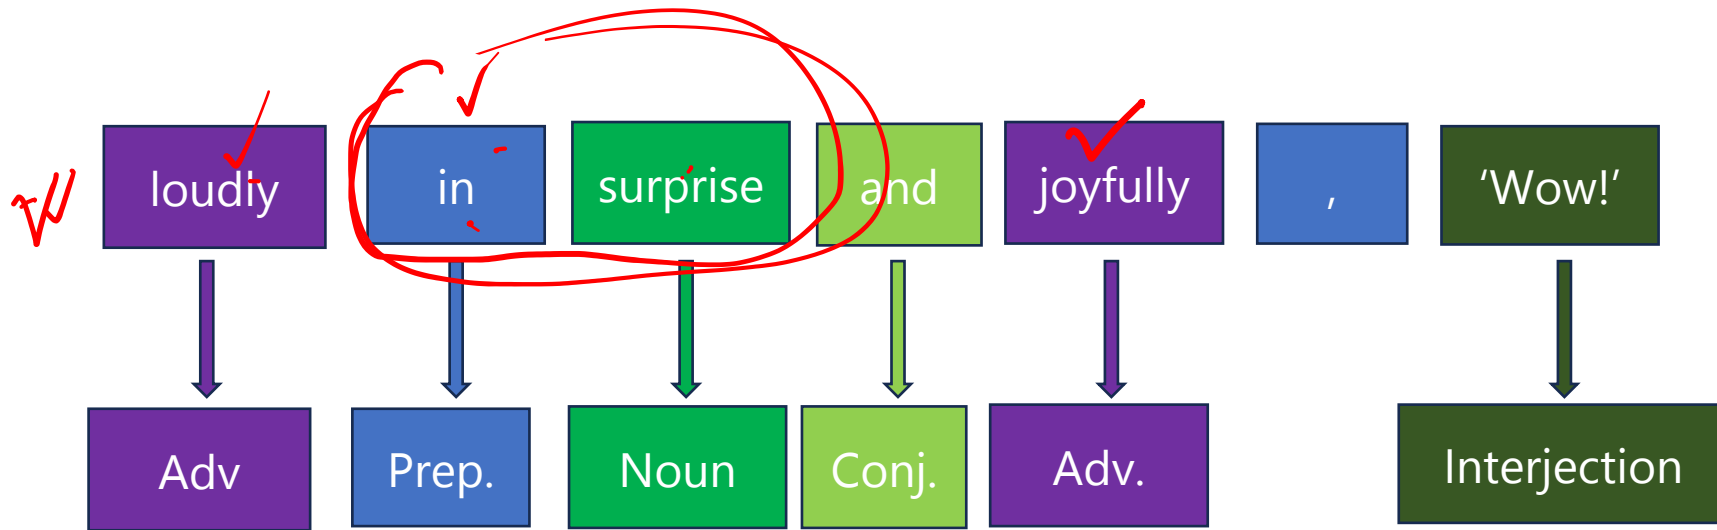 loudly in surprise and joyfully , ‘Wow!’
Adv Prep. Noun Conj. Adv. Interjection